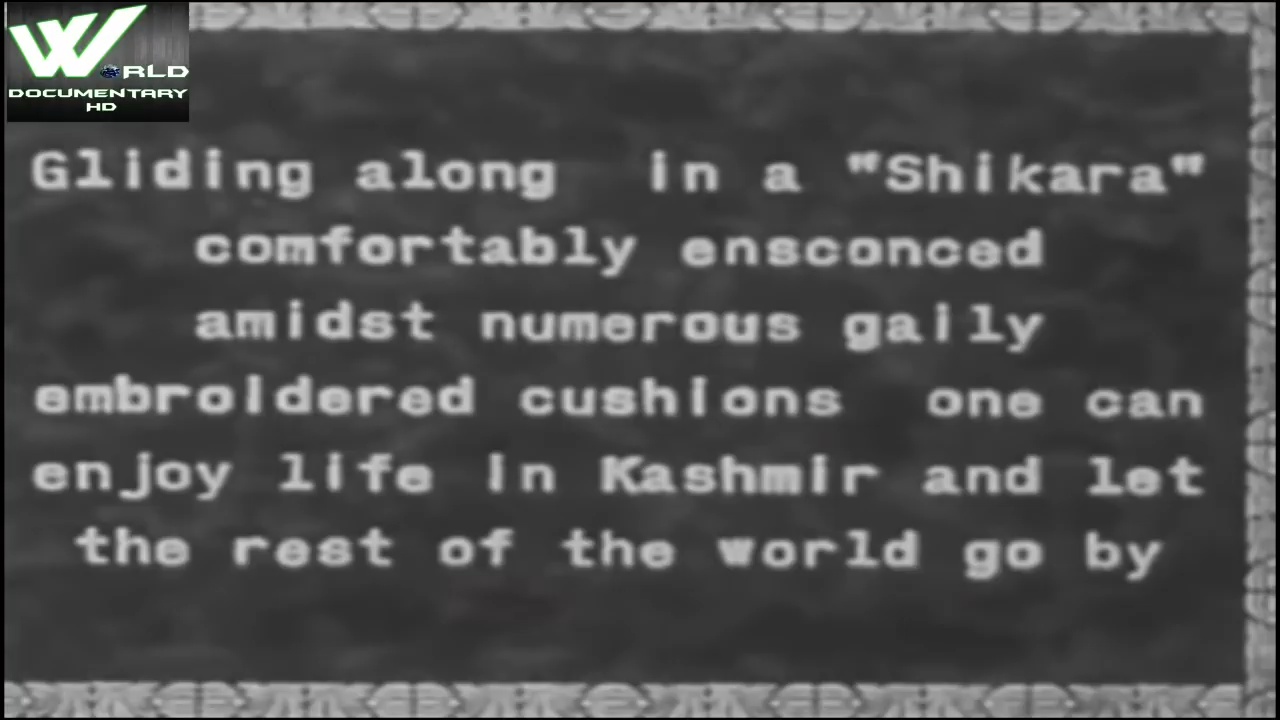 WORLD
DOCUMENTARY
HD
Gliding along in a "Shikara"
comfortably ensconced
amidst numerous gaily
embroidered cushions one can
enjoy life in Kashmir and let
the rest of the world go by